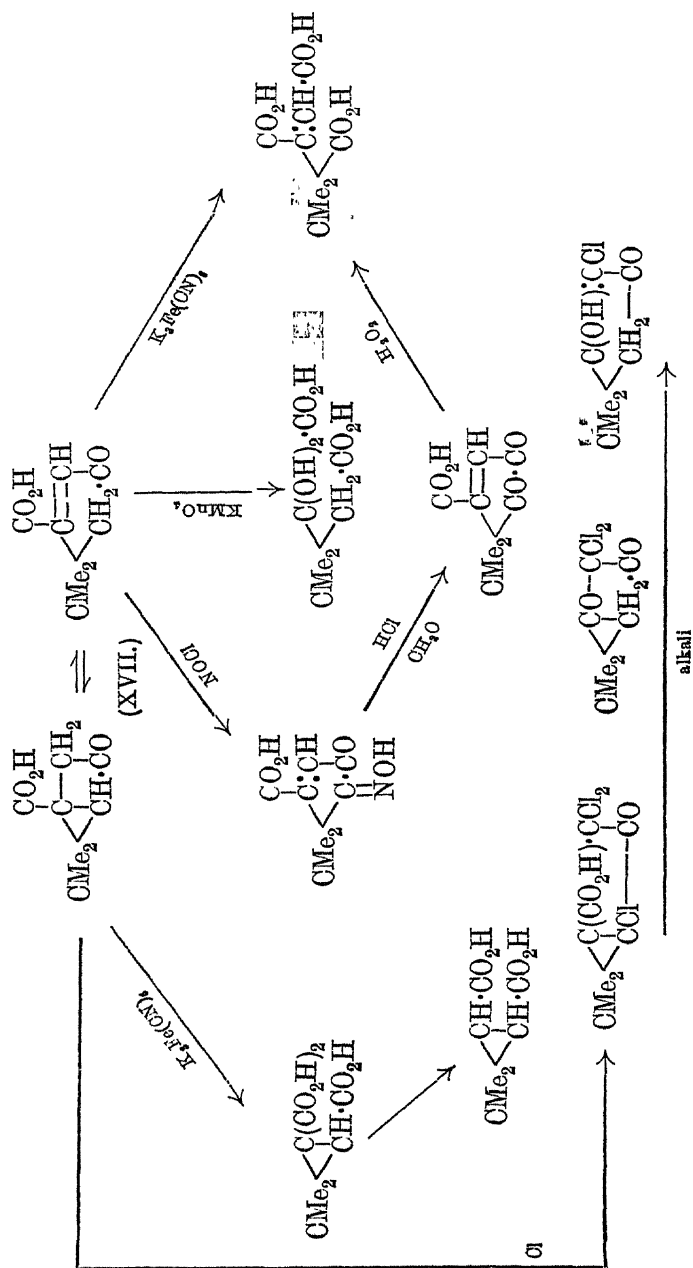 CO₂H
C
CH₂
CMe₂
CH·CO
⇌
(XVII.)
CO₂H
C=CH
CMe₂
CH₂·CO
K₃Fe(CN)₆
NOCl
KMnO₄
K₃Fe(CN)₆
C(CO₂H)₂
CMe₂
CH·CO₂H
CO₂H
C:CH
CMe₂
C·CO
NOH
C(OH)₂·CO₂H
CMe₂
CH₂·CO₂H
CO₂H
C:CH·CO₂H
CMe₂
CO₂H
HCl
CH₂O
H₂O₂
CH·CO₂H
CMe₂
CH·CO₂H
CO₂H
C=CH
CMe₂
CO·CO
Cl
C(CO₂H)·CCl₂
CMe₂
CCl—CO
CO—CCl₂
CMe₂
CH₂·CO
C(OH):CCl
CMe₂
CH₂—CO
alkali